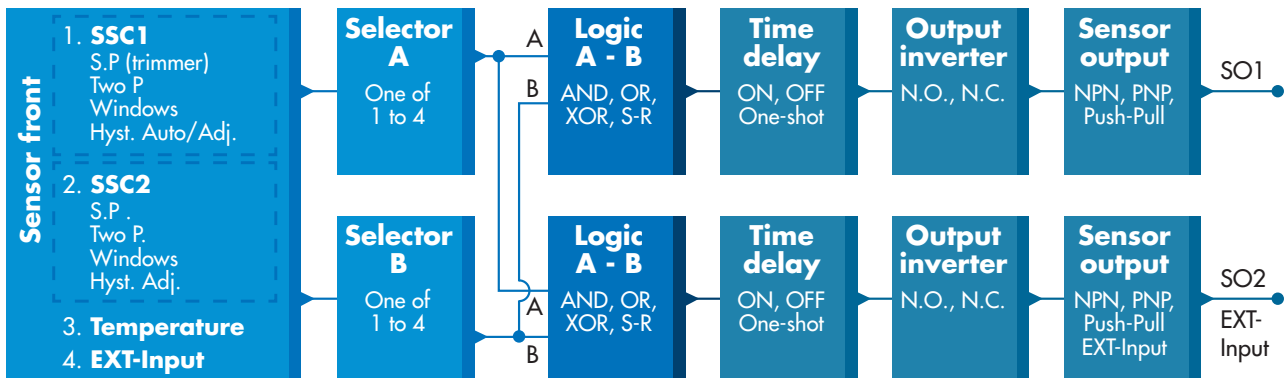 Sensor front
1. SSC1
S.P (trimmer)
Two P
Windows
Hyst. Auto/Adj.
2. SSC2
S.P .
Two P.
Windows
Hyst. Adj.
3. Temperature
4. EXT-Input
Selector
A
One of
1 to 4
A
B
Logic
A - B
AND, OR,
XOR, S-R
Time
delay
ON, OFF
One-shot
Output
inverter
N.O., N.C.
Sensor
output
NPN, PNP,
Push-Pull
SO1
Selector
B
One of
1 to 4
A
B
Logic
A - B
AND, OR,
XOR, S-R
Time
delay
ON, OFF
One-shot
Output
inverter
N.O., N.C.
Sensor
output
NPN, PNP,
Push-Pull
EXT-Input
SO2
EXT-
Input